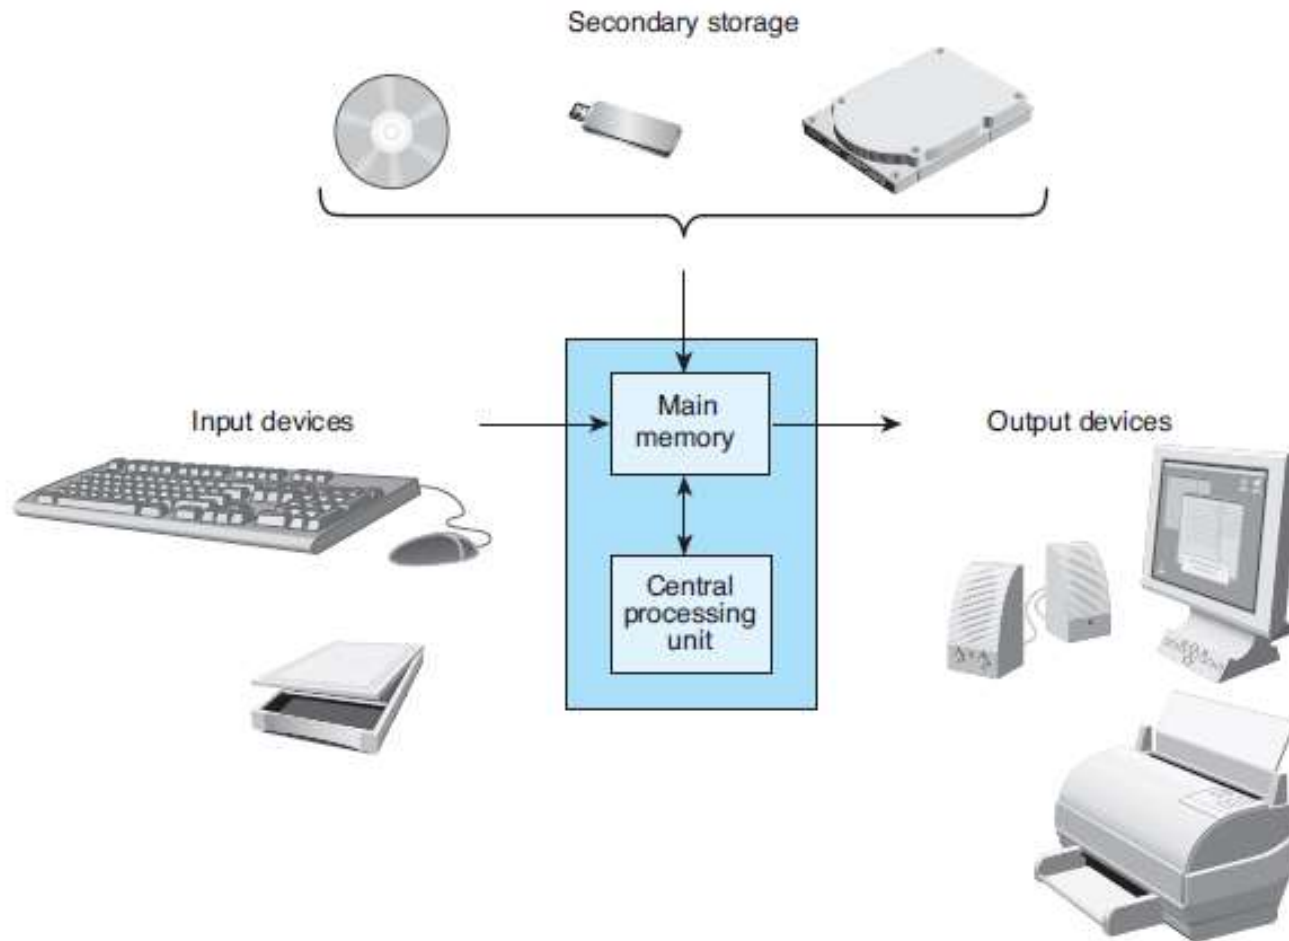 Secondary storage
Input devices
Main
memory
Output devices
Central
processing
unit